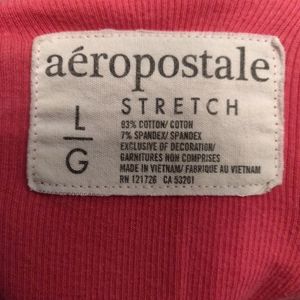 aéropostale
L
G
STRETCH
93% COTTON/ COTON
7% SPANDEX/ SPANDEX
EXCLUSIVE OF DECORATION/
GARNITURES NON COMPRISES
MADE IN VIETNAM/ FABRIQUE AU VIETNAM
RN 121726 CA 53201